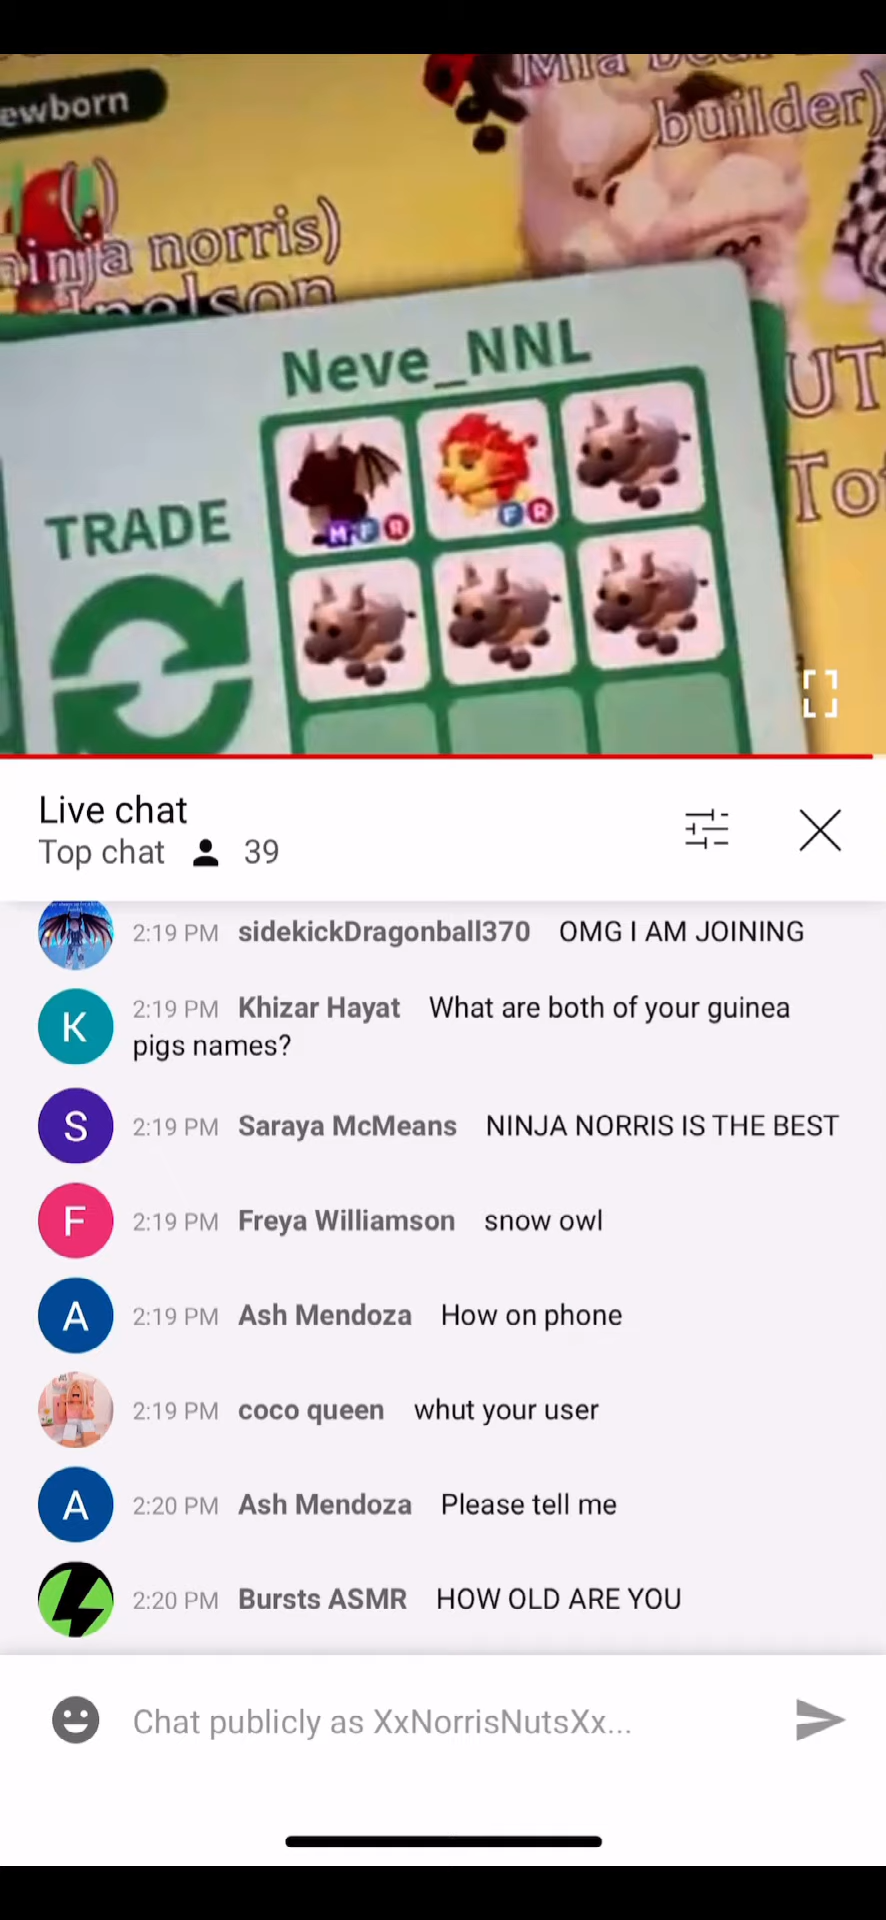 ewborn
builder)
()
ninja norris)
Neve_NNL
M F R
F R
TRADE
UT
To
Live chat
Top chat 39
2:19 PM sidekickDragonball370 OMG I AM JOINING
K 2:19 PM Khizar Hayat What are both of your guinea
pigs names?
S 2:19 PM Saraya McMeans NINJA NORRIS IS THE BEST
F 2:19 PM Freya Williamson snow owl
A 2:19 PM Ash Mendoza How on phone
2:19 PM coco queen whut your user
A 2:20 PM Ash Mendoza Please tell me
2:20 PM Bursts ASMR HOW OLD ARE YOU
Chat publicly as XxNorrisNutsXx...